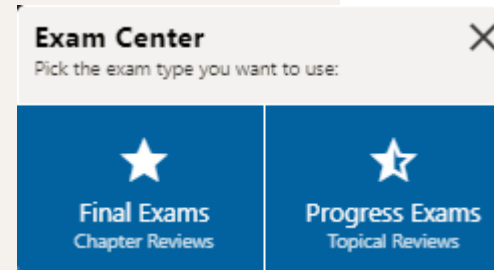 Exam Center
Pick the exam type you want to use:
Final Exams
Chapter Reviews
Progress Exams
Topical Reviews